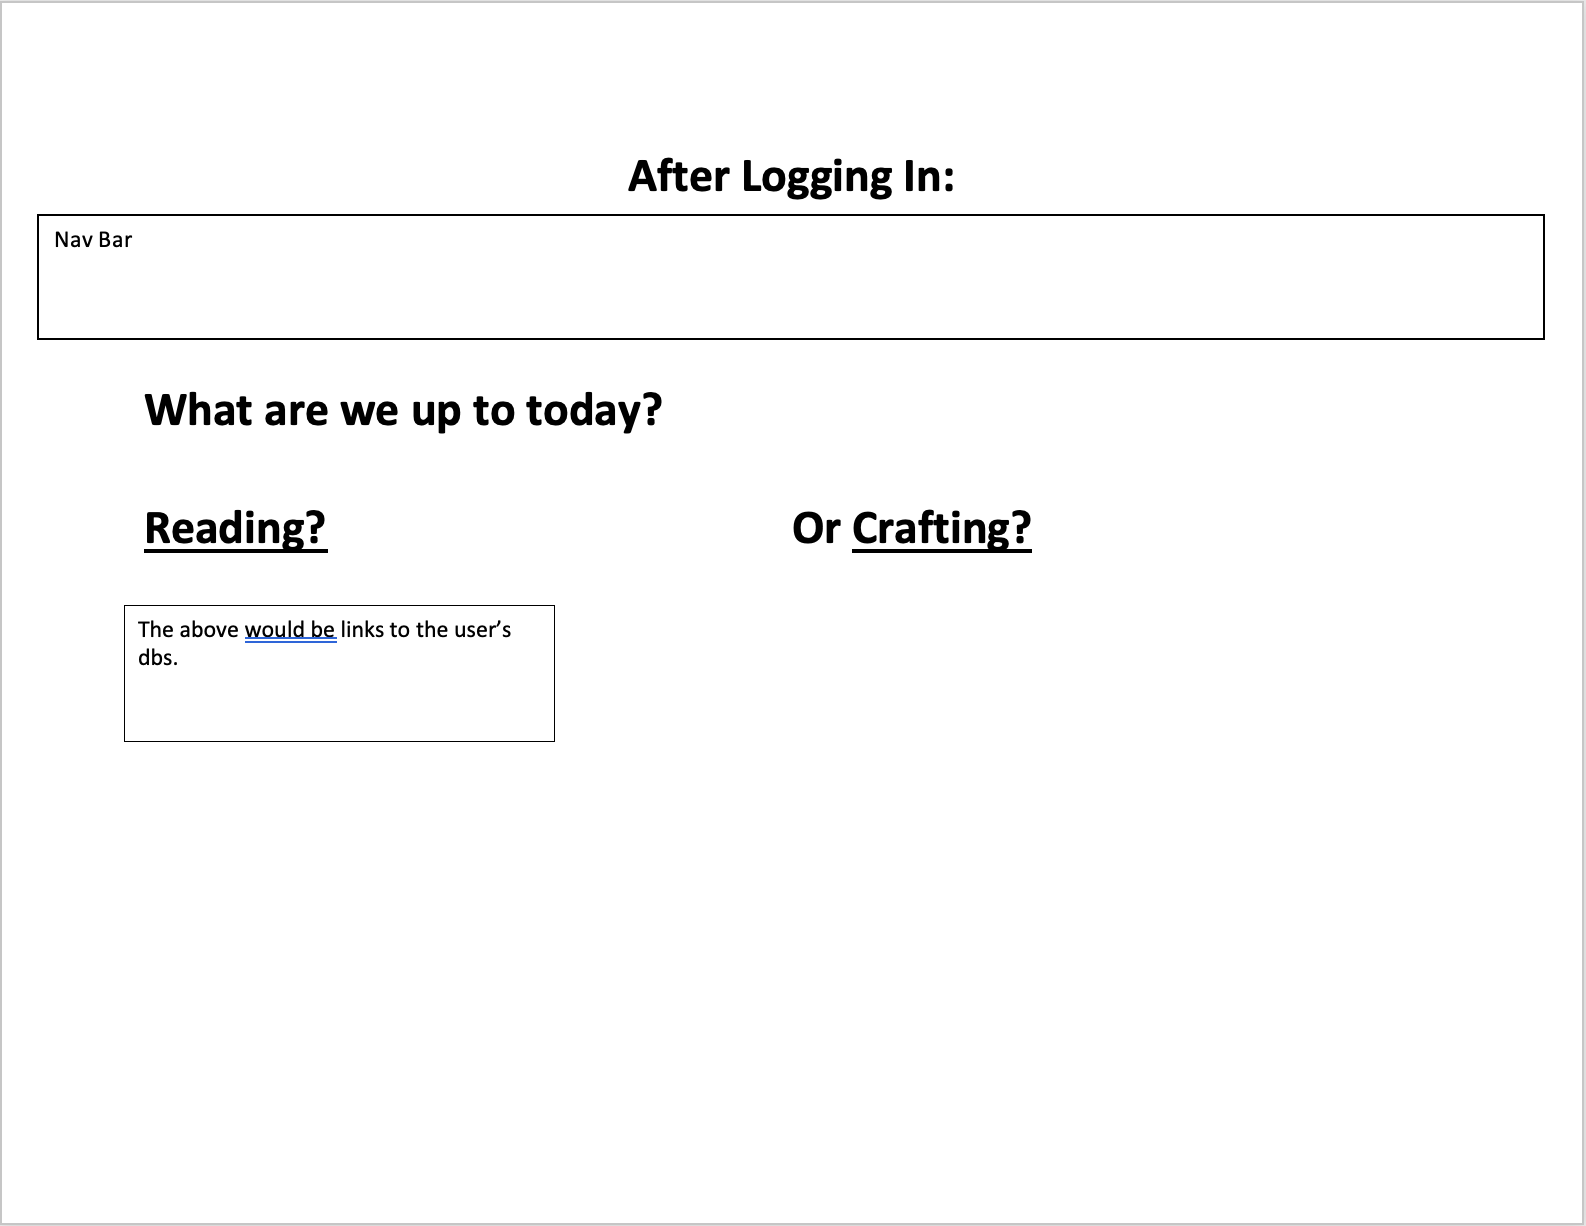 After Logging In:
Nav Bar
What are we up to today?
Reading?
Or Crafting?
The above would be links to the user’s
dbs.